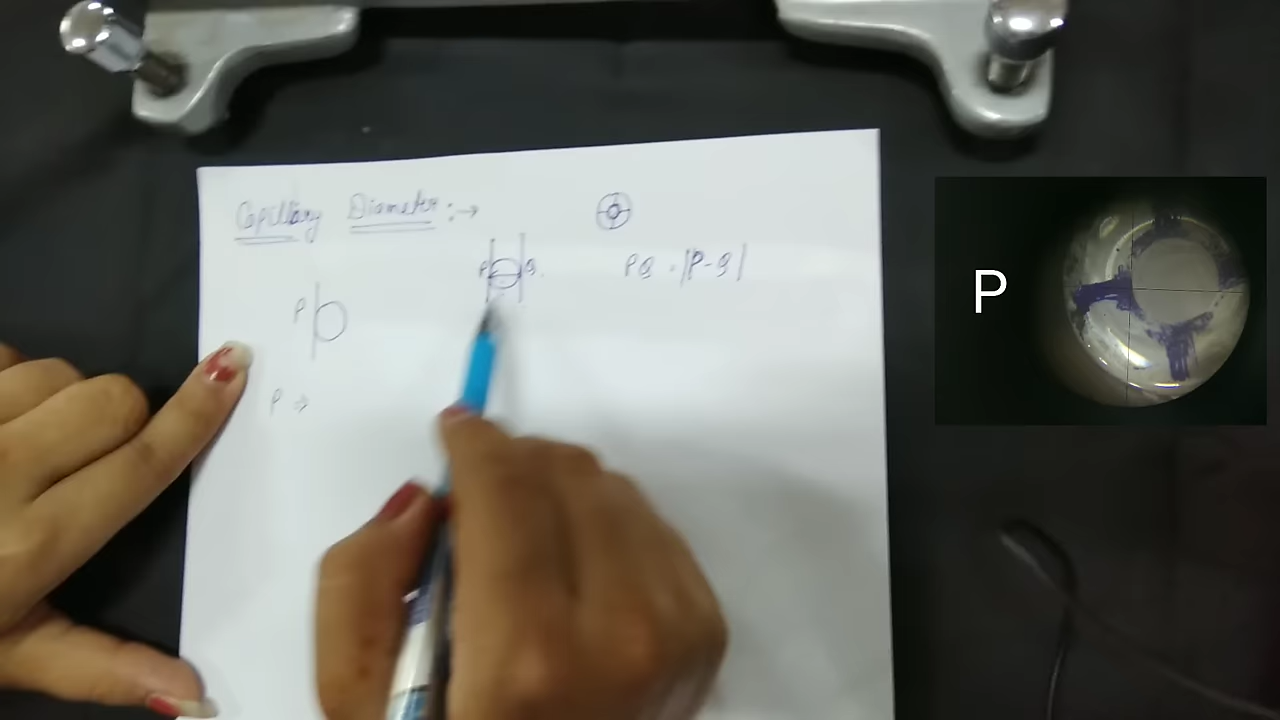 Capillary Diameter :→
P Q PQ = |P-Q|
P
P ⇒
P